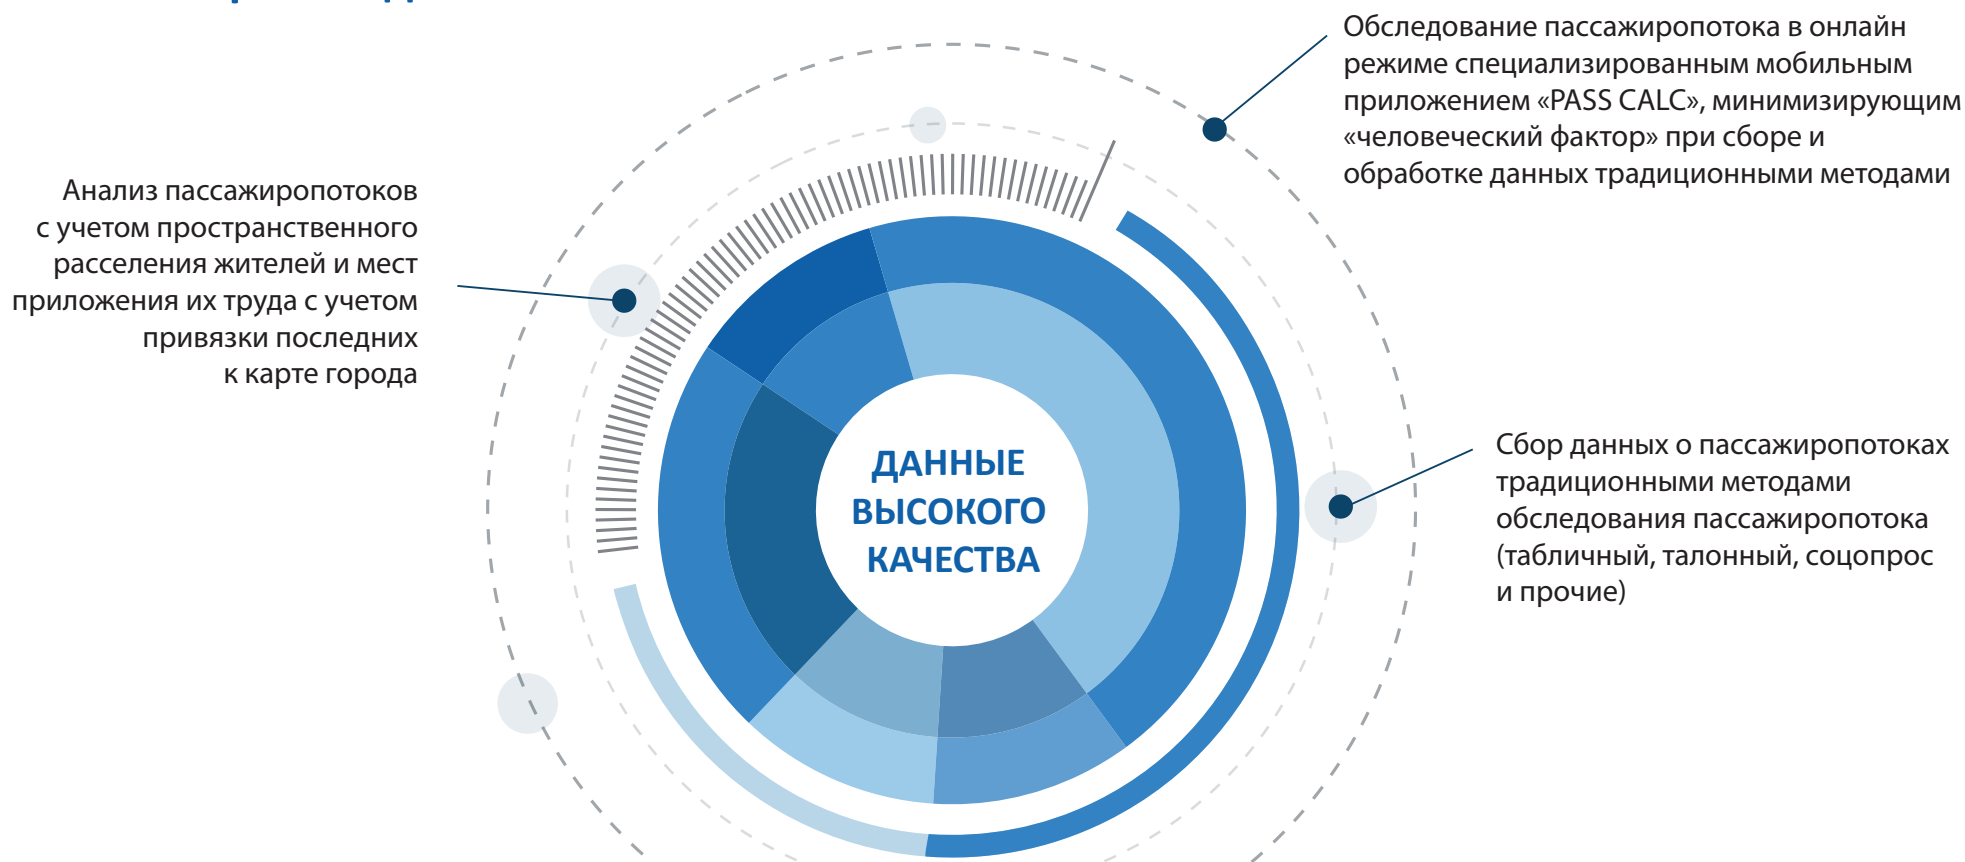 Обследование пассажиропотока в онлайн
режиме специализированным мобильным
приложением «PASS CALC», минимизирующим
«человеческий фактор» при сборе и
обработке данных традиционными методами
Анализ пассажиропотоков
с учетом пространственного
расселения жителей и мест
приложения их труда с учетом
привязки последних
к карте города
ДАННЫЕ
ВЫСОКОГО
КАЧЕСТВА
Сбор данных о пассажиропотоках
традиционными методами
обследования пассажиропотока
(табличный, талонный, соцопрос
и прочие)